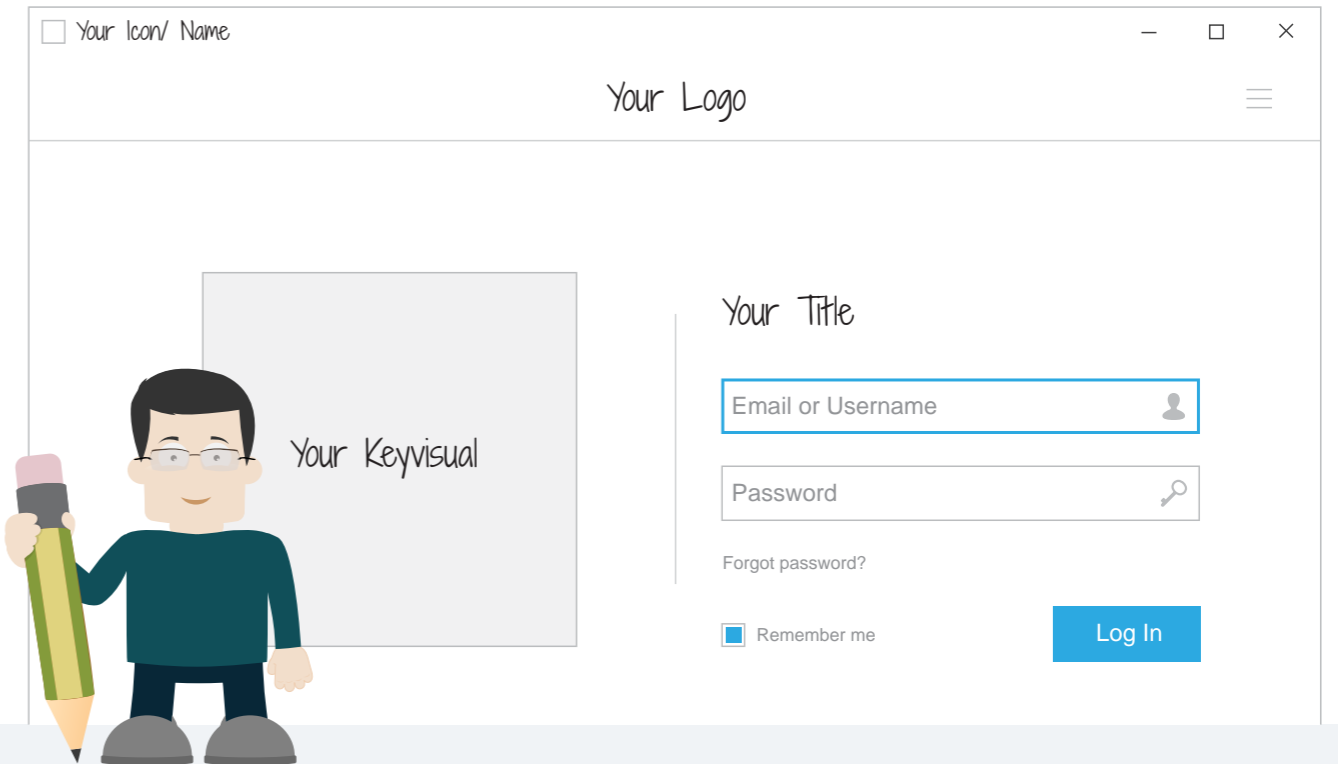 Your Icon/ Name
Your Logo
Your Keyvisual
Your Title
Email or Username
Password
Forgot password?
Remember me
Log In